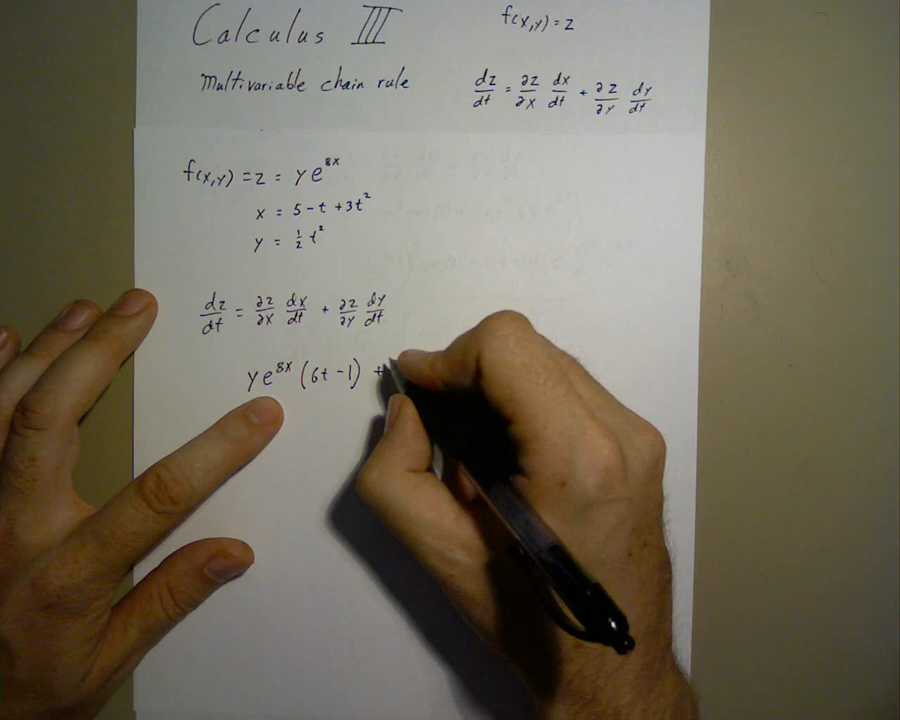 Calculus III
f(x,y) = z
Multivariable chain rule
dz/dt = ∂z/∂x dx/dt + ∂z/∂y dy/dt
f(x,y) = z = ye^8x
x = 5 - t + 3t²
y = 1/2 t²
dz/dt = ∂z/∂x dx/dt + ∂z/∂y dy/dt
ye^8x (6t - 1) +